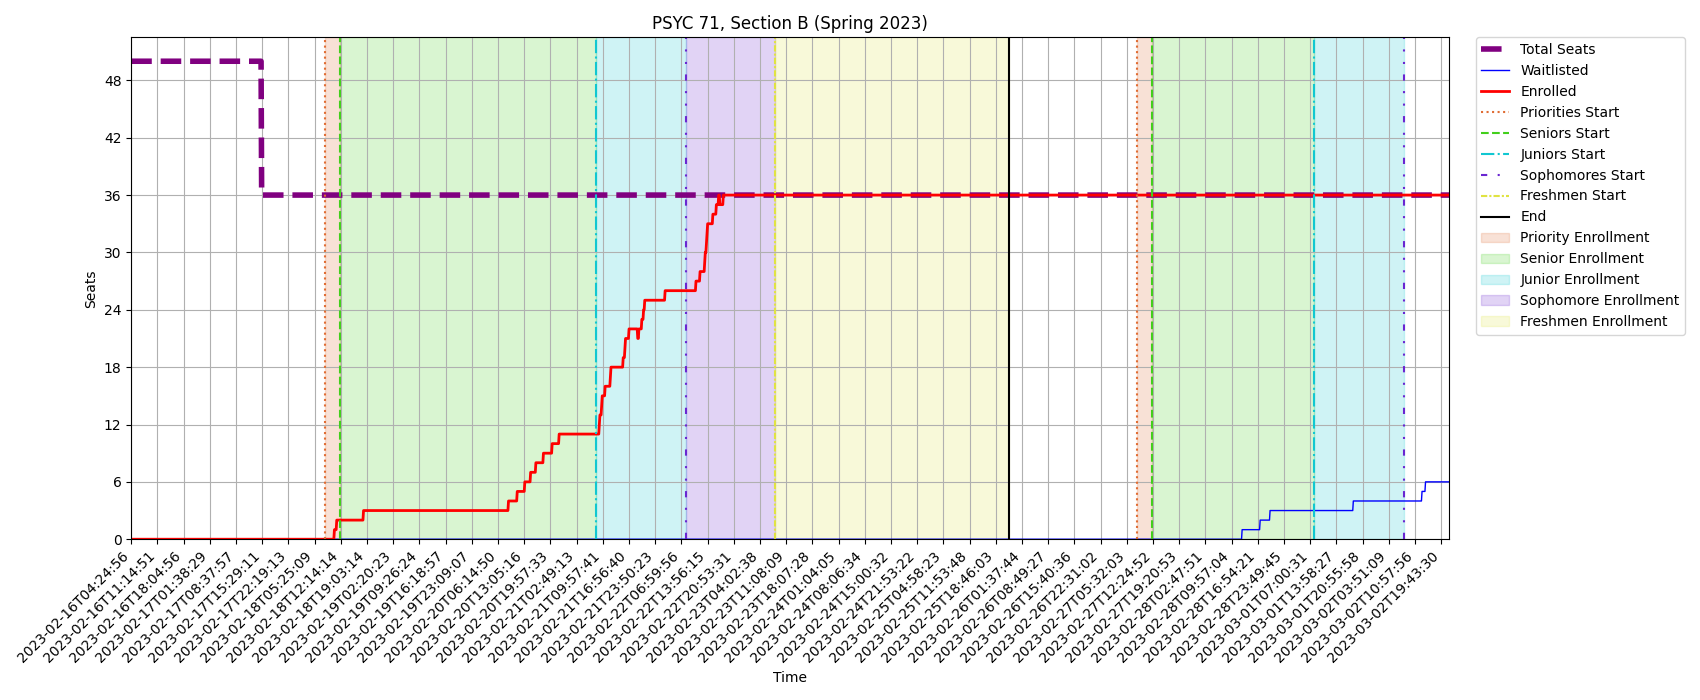 PSYC 71, Section B (Spring 2023)
Seats
48
42
36
30
24
18
12
6
0
2023-02-16T04:24:56
2023-02-16T11:14:51
2023-02-16T18:04:56
2023-02-17T01:38:29
2023-02-17T08:37:57
2023-02-17T15:29:11
2023-02-17T22:19:13
2023-02-18T05:25:09
2023-02-18T12:14:14
2023-02-18T19:03:14
2023-02-19T02:20:23
2023-02-19T09:26:24
2023-02-19T16:18:57
2023-02-19T23:09:07
2023-02-20T06:14:50
2023-02-20T13:05:16
2023-02-20T19:57:33
2023-02-21T02:49:13
2023-02-21T09:57:41
2023-02-21T16:56:40
2023-02-21T23:50:23
2023-02-22T06:59:56
2023-02-22T13:56:15
2023-02-22T20:53:31
2023-02-23T04:02:38
2023-02-23T11:08:09
2023-02-23T18:07:28
2023-02-24T01:04:05
2023-02-24T08:06:34
2023-02-24T15:00:32
2023-02-24T21:53:22
2023-02-25T04:58:23
2023-02-25T11:53:48
2023-02-25T18:46:03
2023-02-26T01:37:44
2023-02-26T08:49:27
2023-02-26T15:40:36
2023-02-26T22:31:02
2023-02-27T05:32:03
2023-02-27T12:24:52
2023-02-27T19:20:53
2023-02-28T02:47:51
2023-02-28T09:57:04
2023-02-28T16:54:21
2023-02-28T23:49:45
2023-03-01T07:00:31
2023-03-01T13:58:27
2023-03-01T20:55:58
2023-03-02T03:51:09
2023-03-02T10:57:56
2023-03-02T19:43:30
Time
Total Seats
Waitlisted
Enrolled
Priorities Start
Seniors Start
Juniors Start
Sophomores Start
Freshmen Start
End
Priority Enrollment
Senior Enrollment
Junior Enrollment
Sophomore Enrollment
Freshmen Enrollment